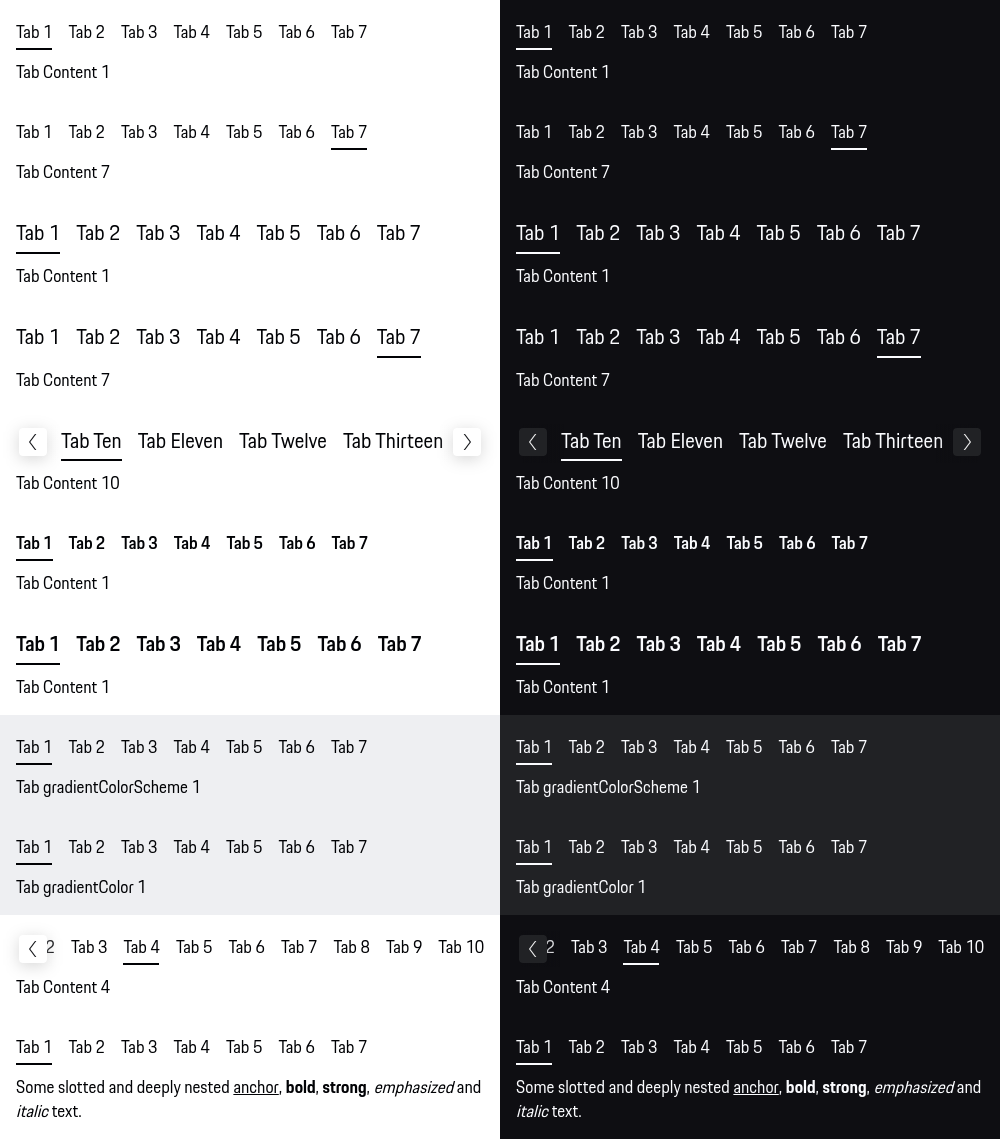 Tab 1 Tab 2 Tab 3 Tab 4 Tab 5 Tab 6 Tab 7
Tab Content 1
Tab 1 Tab 2 Tab 3 Tab 4 Tab 5 Tab 6 Tab 7
Tab Content 7
Tab 1 Tab 2 Tab 3 Tab 4 Tab 5 Tab 6 Tab 7
Tab Content 1
Tab 1 Tab 2 Tab 3 Tab 4 Tab 5 Tab 6 Tab 7
Tab Content 7
Tab Ten Tab Eleven Tab Twelve Tab Thirteen
Tab Content 10
Tab 1 Tab 2 Tab 3 Tab 4 Tab 5 Tab 6 Tab 7
Tab Content 1
Tab 1 Tab 2 Tab 3 Tab 4 Tab 5 Tab 6 Tab 7
Tab Content 1
Tab 1 Tab 2 Tab 3 Tab 4 Tab 5 Tab 6 Tab 7
Tab gradientColorScheme 1
Tab 1 Tab 2 Tab 3 Tab 4 Tab 5 Tab 6 Tab 7
Tab gradientColor 1
2 Tab 3 Tab 4 Tab 5 Tab 6 Tab 7 Tab 8 Tab 9 Tab 10
Tab Content 4
Tab 1 Tab 2 Tab 3 Tab 4 Tab 5 Tab 6 Tab 7
Some slotted and deeply nested anchor, bold, strong, emphasized and
italic text.
Tab 1 Tab 2 Tab 3 Tab 4 Tab 5 Tab 6 Tab 7
Tab Content 1
Tab 1 Tab 2 Tab 3 Tab 4 Tab 5 Tab 6 Tab 7
Tab Content 7
Tab 1 Tab 2 Tab 3 Tab 4 Tab 5 Tab 6 Tab 7
Tab Content 1
Tab 1 Tab 2 Tab 3 Tab 4 Tab 5 Tab 6 Tab 7
Tab Content 7
Tab Ten Tab Eleven Tab Twelve Tab Thirteen
Tab Content 10
Tab 1 Tab 2 Tab 3 Tab 4 Tab 5 Tab 6 Tab 7
Tab Content 1
Tab 1 Tab 2 Tab 3 Tab 4 Tab 5 Tab 6 Tab 7
Tab Content 1
Tab 1 Tab 2 Tab 3 Tab 4 Tab 5 Tab 6 Tab 7
Tab gradientColorScheme 1
Tab 1 Tab 2 Tab 3 Tab 4 Tab 5 Tab 6 Tab 7
Tab gradientColor 1
2 Tab 3 Tab 4 Tab 5 Tab 6 Tab 7 Tab 8 Tab 9 Tab 10
Tab Content 4
Tab 1 Tab 2 Tab 3 Tab 4 Tab 5 Tab 6 Tab 7
Some slotted and deeply nested anchor, bold, strong, emphasized and
italic text.